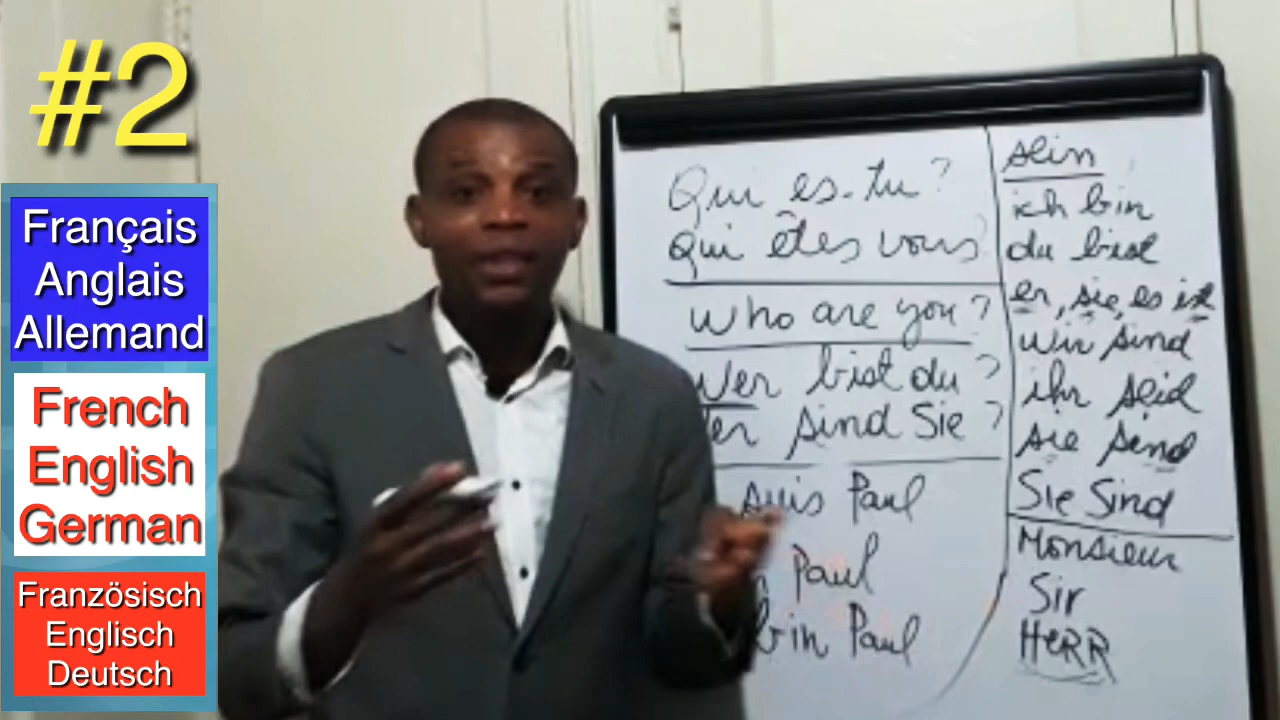 #2
Français
Anglais
Allemand
French
English
German
Französisch
Englisch
Deutsch
Qui es-tu ?
Qui êtes vous ?
Who are you ?
Wer bist du ?
sind Sie ?
suis Paul
Paul
bin Paul
sein
ich bin
du bist
er, sie, es ist
wir sind
ihr seid
sie sind
Sie Sind
Monsieur
Sir
HERR